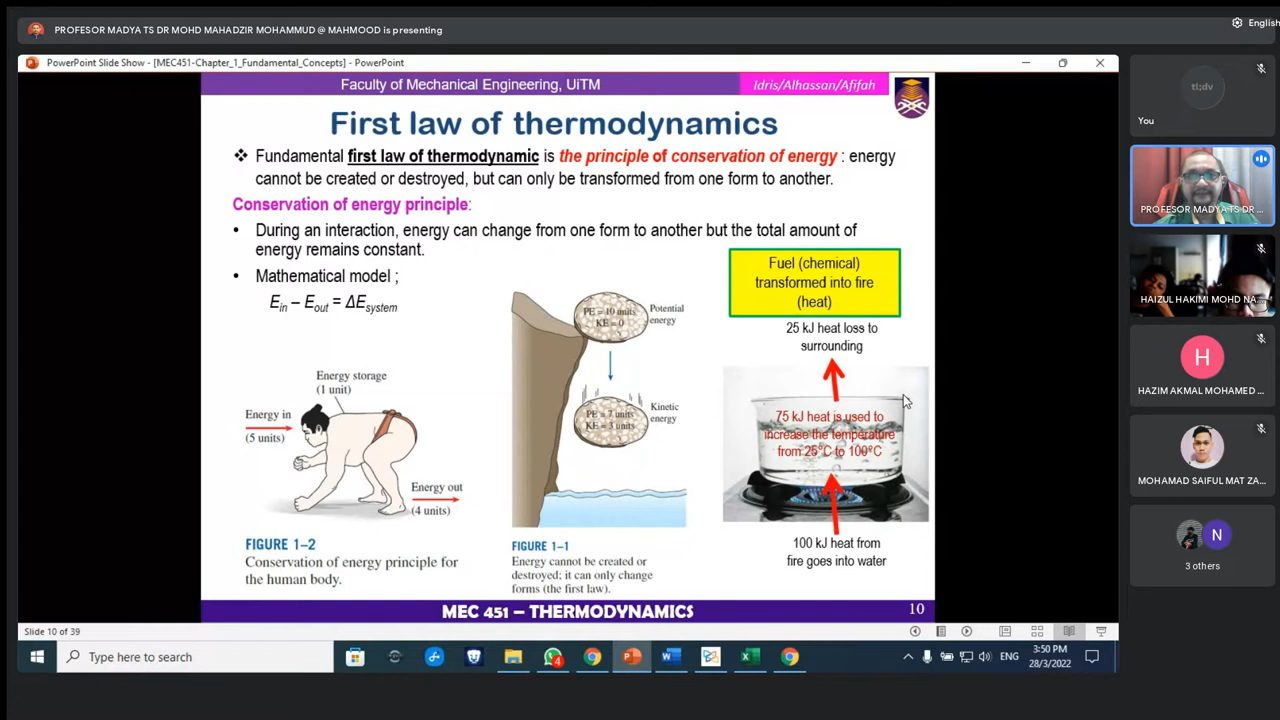 PROFESOR MADYA TS DR MOHD MAHADZIR MOHAMMUD @ MAHMOOD is presenting
English
PowerPoint Slide Show - [MEC451-Chapter_1_Fundamental_Concepts] - PowerPoint
Faculty of Mechanical Engineering, UiTM
Idris/Alhassan/Afifah
First law of thermodynamics
❖ Fundamental first law of thermodynamic is the principle of conservation of energy : energy
cannot be created or destroyed, but can only be transformed from one form to another.
Conservation of energy principle:
• During an interaction, energy can change from one form to another but the total amount of
energy remains constant.
• Mathematical model ;
Ein – Eout = ΔEsystem
Energy storage
(1 unit)
Energy in
(5 units)
Energy out
(4 units)
FIGURE 1–2
Conservation of energy principle for
the human body.
PE = 10 units
KE = 0
Potential
energy
PE = 7 units
KE = 3 units
Kinetic
energy
FIGURE 1–1
Energy cannot be created or
destroyed; it can only change
forms (the first law).
Fuel (chemical)
transformed into fire
(heat)
25 kJ heat loss to
surrounding
75 kJ heat is used to
increase the temperature
from 25°C to 100°C
100 kJ heat from
fire goes into water
MEC 451 – THERMODYNAMICS
10
tl;dv
You
PROFESOR MADYA TS DR ...
HAIZUL HAKIMI MOHD NA...
H
HAZIM AKMAL MOHAMED ...
MOHAMAD SAIFUL MAT ZA...
N
3 others
Slide 10 of 39
Type here to search
4
ENG
3:50 PM
28/3/2022